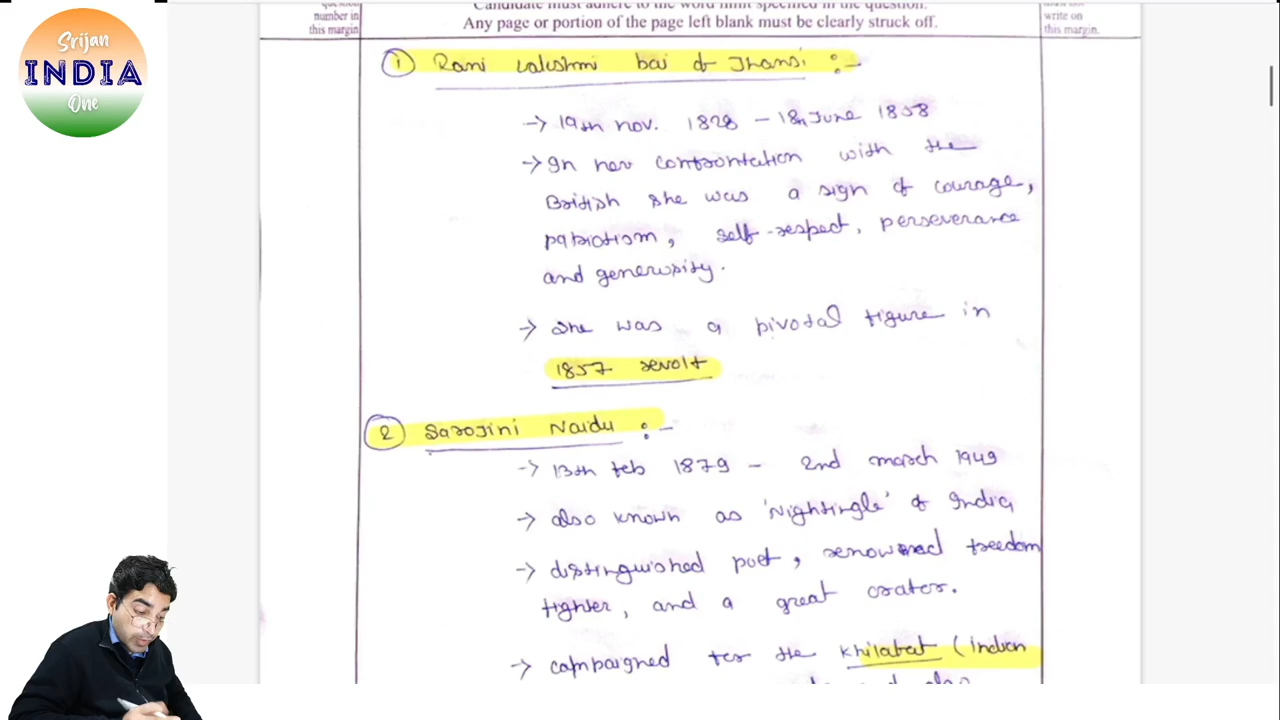 Srijan
INDIA
One
question
number in
this margin.
Candidate must adhere to the word limit specified in the question.
Any page or portion of the page left blank must be clearly struck off.
write on
this margin.
① Rani Lakshmi bai of Jhansi :-
→ 19th nov. 1828 - 18th June 1858
→ In her confrontation with the
British she was a sign of courage,
patriotism, self-respect, perseverance
and generosity.
→ She was a pivotal figure in
1857 revolt
② Sarojini Naidu :-
→ 13th feb 1879 - 2nd march 1949
→ also known as 'Nightingle' of India
→ distinguished poet, renowned freedom
fighter, and a great orator.
→ campaigned for the Khilafat (Indian
also